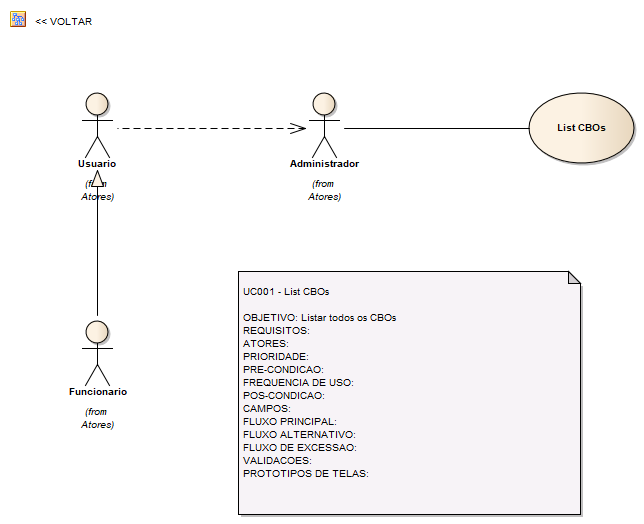 << VOLTAR
Usuario
(from
Atores)
Administrador
(from
Atores)
List CBOs
Funcionario
(from
Atores)
UC001 - List CBOs
OBJETIVO: Listar todos os CBOs
REQUISITOS:
ATORES:
PRIORIDADE:
PRE-CONDICAO:
FREQUENCIA DE USO:
POS-CONDICAO:
CAMPOS:
FLUXO PRINCIPAL:
FLUXO ALTERNATIVO:
FLUXO DE EXCESSAO:
VALIDACOES:
PROTOTIPOS DE TELAS: